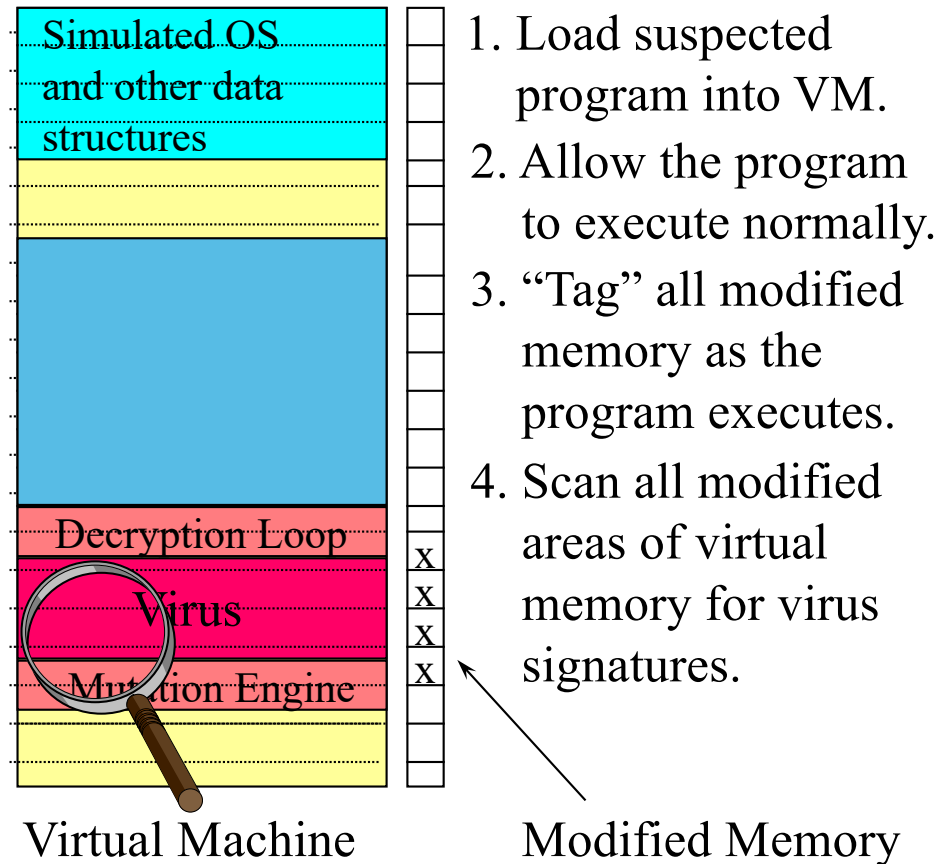 Simulated OS
and other data
structures
Decryption Loop
Virus
Mutation Engine
x
x
x
x
Virtual Machine
1. Load suspected
program into VM.
2. Allow the program
to execute normally.
3. “Tag” all modified
memory as the
program executes.
4. Scan all modified
areas of virtual
memory for virus
signatures.
Modified Memory